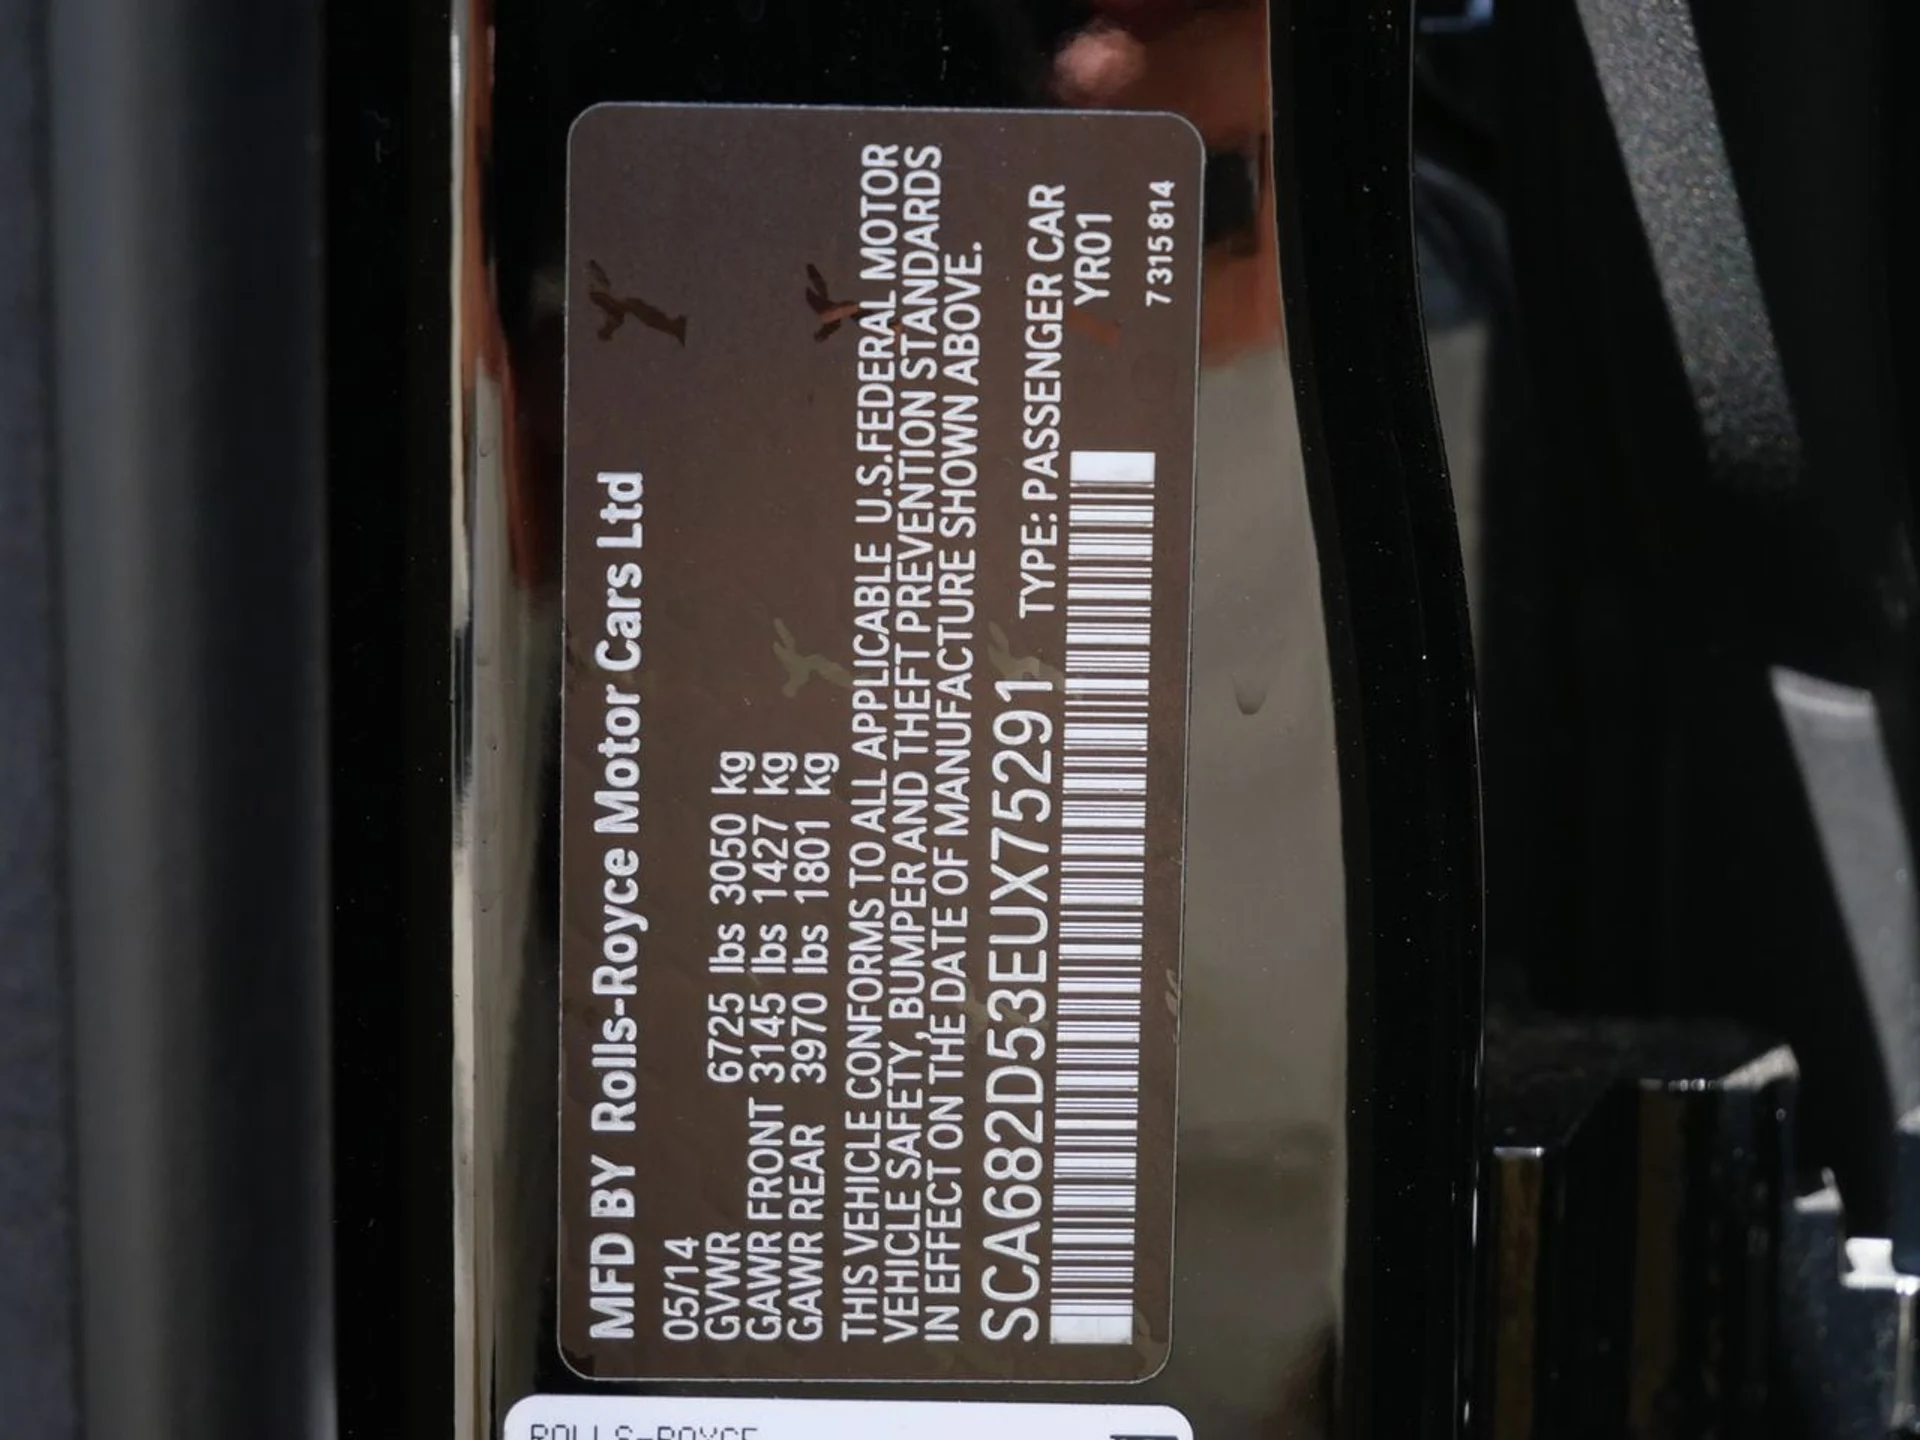 MFD BY Rolls-Royce Motor Cars Ltd
05/14
GVWR 6725 lbs 3050 kg
GAWR FRONT 3145 lbs 1427 kg
GAWR REAR 3970 lbs 1801 kg
THIS VEHICLE CONFORMS TO ALL APPLICABLE U.S.FEDERAL MOTOR
VEHICLE SAFETY, BUMPER AND THEFT PREVENTION STANDARDS
IN EFFECT ON THE DATE OF MANUFACTURE SHOWN ABOVE.
SCA682D53EUX75291 TYPE: PASSENGER CAR
YR01
7315814
ROLLS-ROYCE